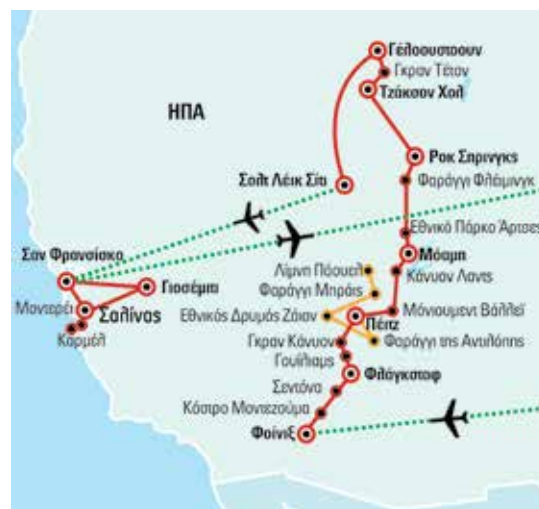 Γέλοουστοουν
Γκραν Τέτον
Τζάκσον Χολ
ΗΠΑ
Ροκ Σπρινγκς
Σολτ Λέικ Σίτι
Φαράγγι Φλέιμινγκ
Εθνικό Πάρκο Άρτσες
Σαν Φρανσίσκο
Μόαμπ
Λίμνη Πάουελ
Κάνυον Λαντς
Γιοσέμιτι
Φαράγγι Μπράις
Μοντερέι
Σαλίνας
Εθνικός Δρυμός Ζάιον
Μόνιουμεντ Βάλλεϊ
Πέιτζ
Καρμέλ
Γκραν Κάνυον
Φαράγγι της Αντιλόπης
Γουίλιαμς
Φλάγκσταφ
Σεντόνα
Κάστρο Μοντεζούμα
Φοίνιξ